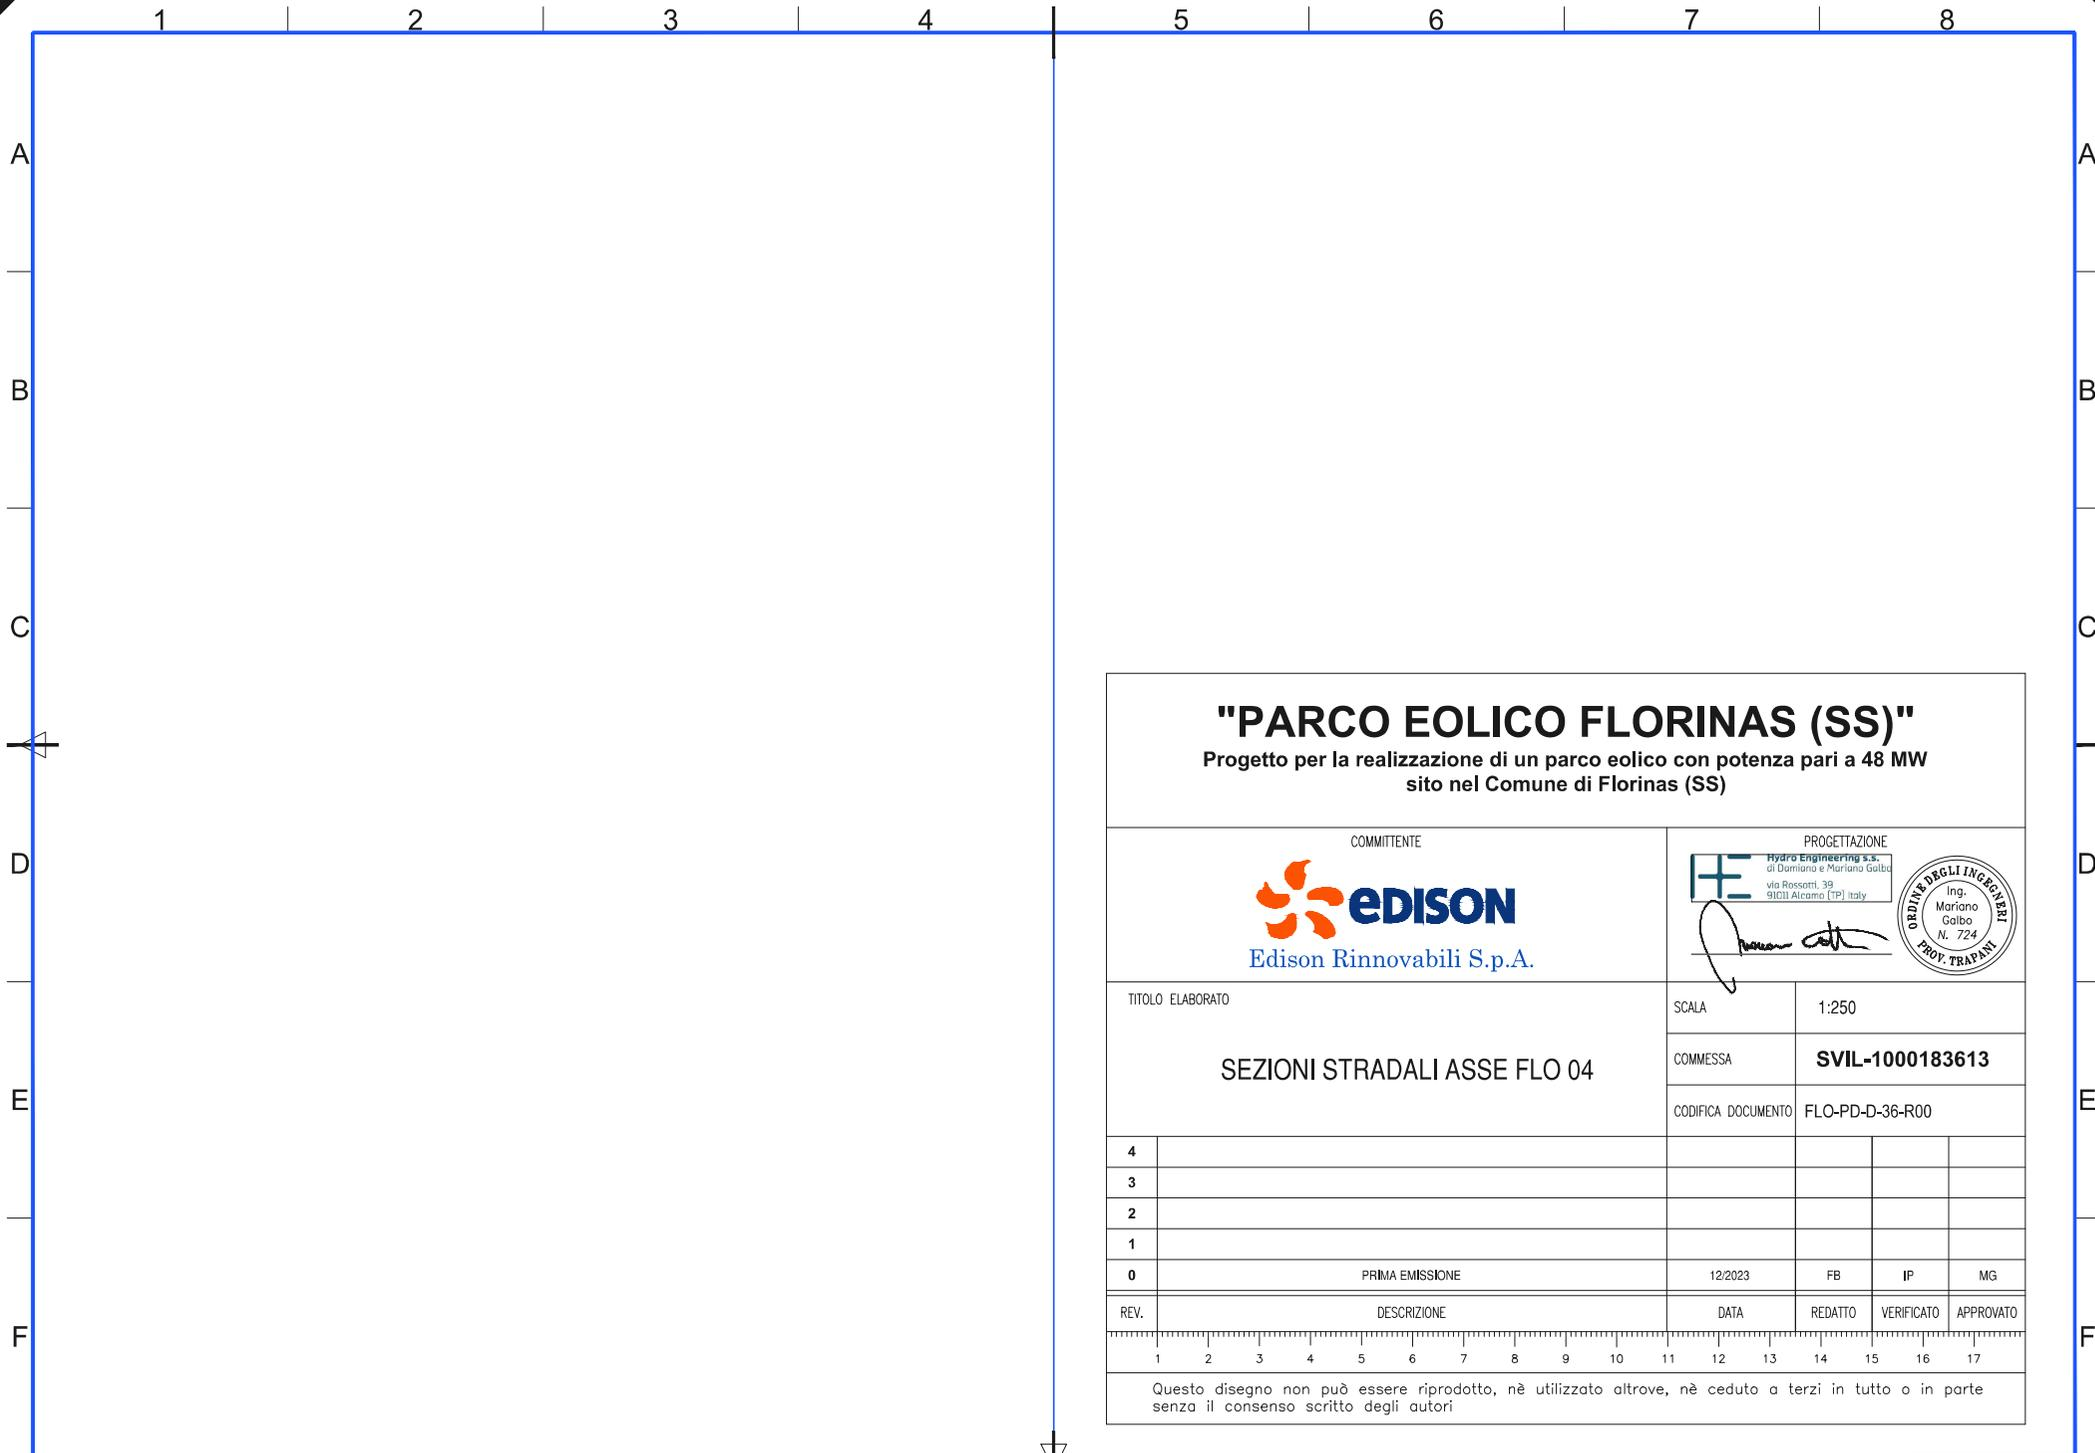 1 2 3 4 5 6 7 8
A A
B B
C C
"PARCO EOLICO FLORINAS (SS)"
Progetto per la realizzazione di un parco eolico con potenza pari a 48 MW
sito nel Comune di Florinas (SS)
D D
COMMITTENTE
EDISON
Edison Rinnovabili S.p.A.
PROGETTAZIONE
Hydro Engineering s.s.
di Damiano e Mariano Galbo
via Rossotti, 39
91011 Alcamo (TP) Italy
ORDINE DEGLI INGEGNERI
PROV. TRAPANI
Ing.
Mariano
Galbo
N. 724
TITOLO ELABORATO
SEZIONI STRADALI ASSE FLO 04
SCALA 1:250
COMMESSA SVIL-1000183613
CODIFICA DOCUMENTO FLO-PD-D-36-R00
E E
4
3
2
1
0 PRIMA EMISSIONE 12/2023 FB IP MG
REV. DESCRIZIONE DATA REDATTO VERIFICATO APPROVATO
F F
1 2 3 4 5 6 7 8 9 10 11 12 13 14 15 16 17
Questo disegno non può essere riprodotto, nè utilizzato altrove, nè ceduto a terzi in tutto o in parte
senza il consenso scritto degli autori